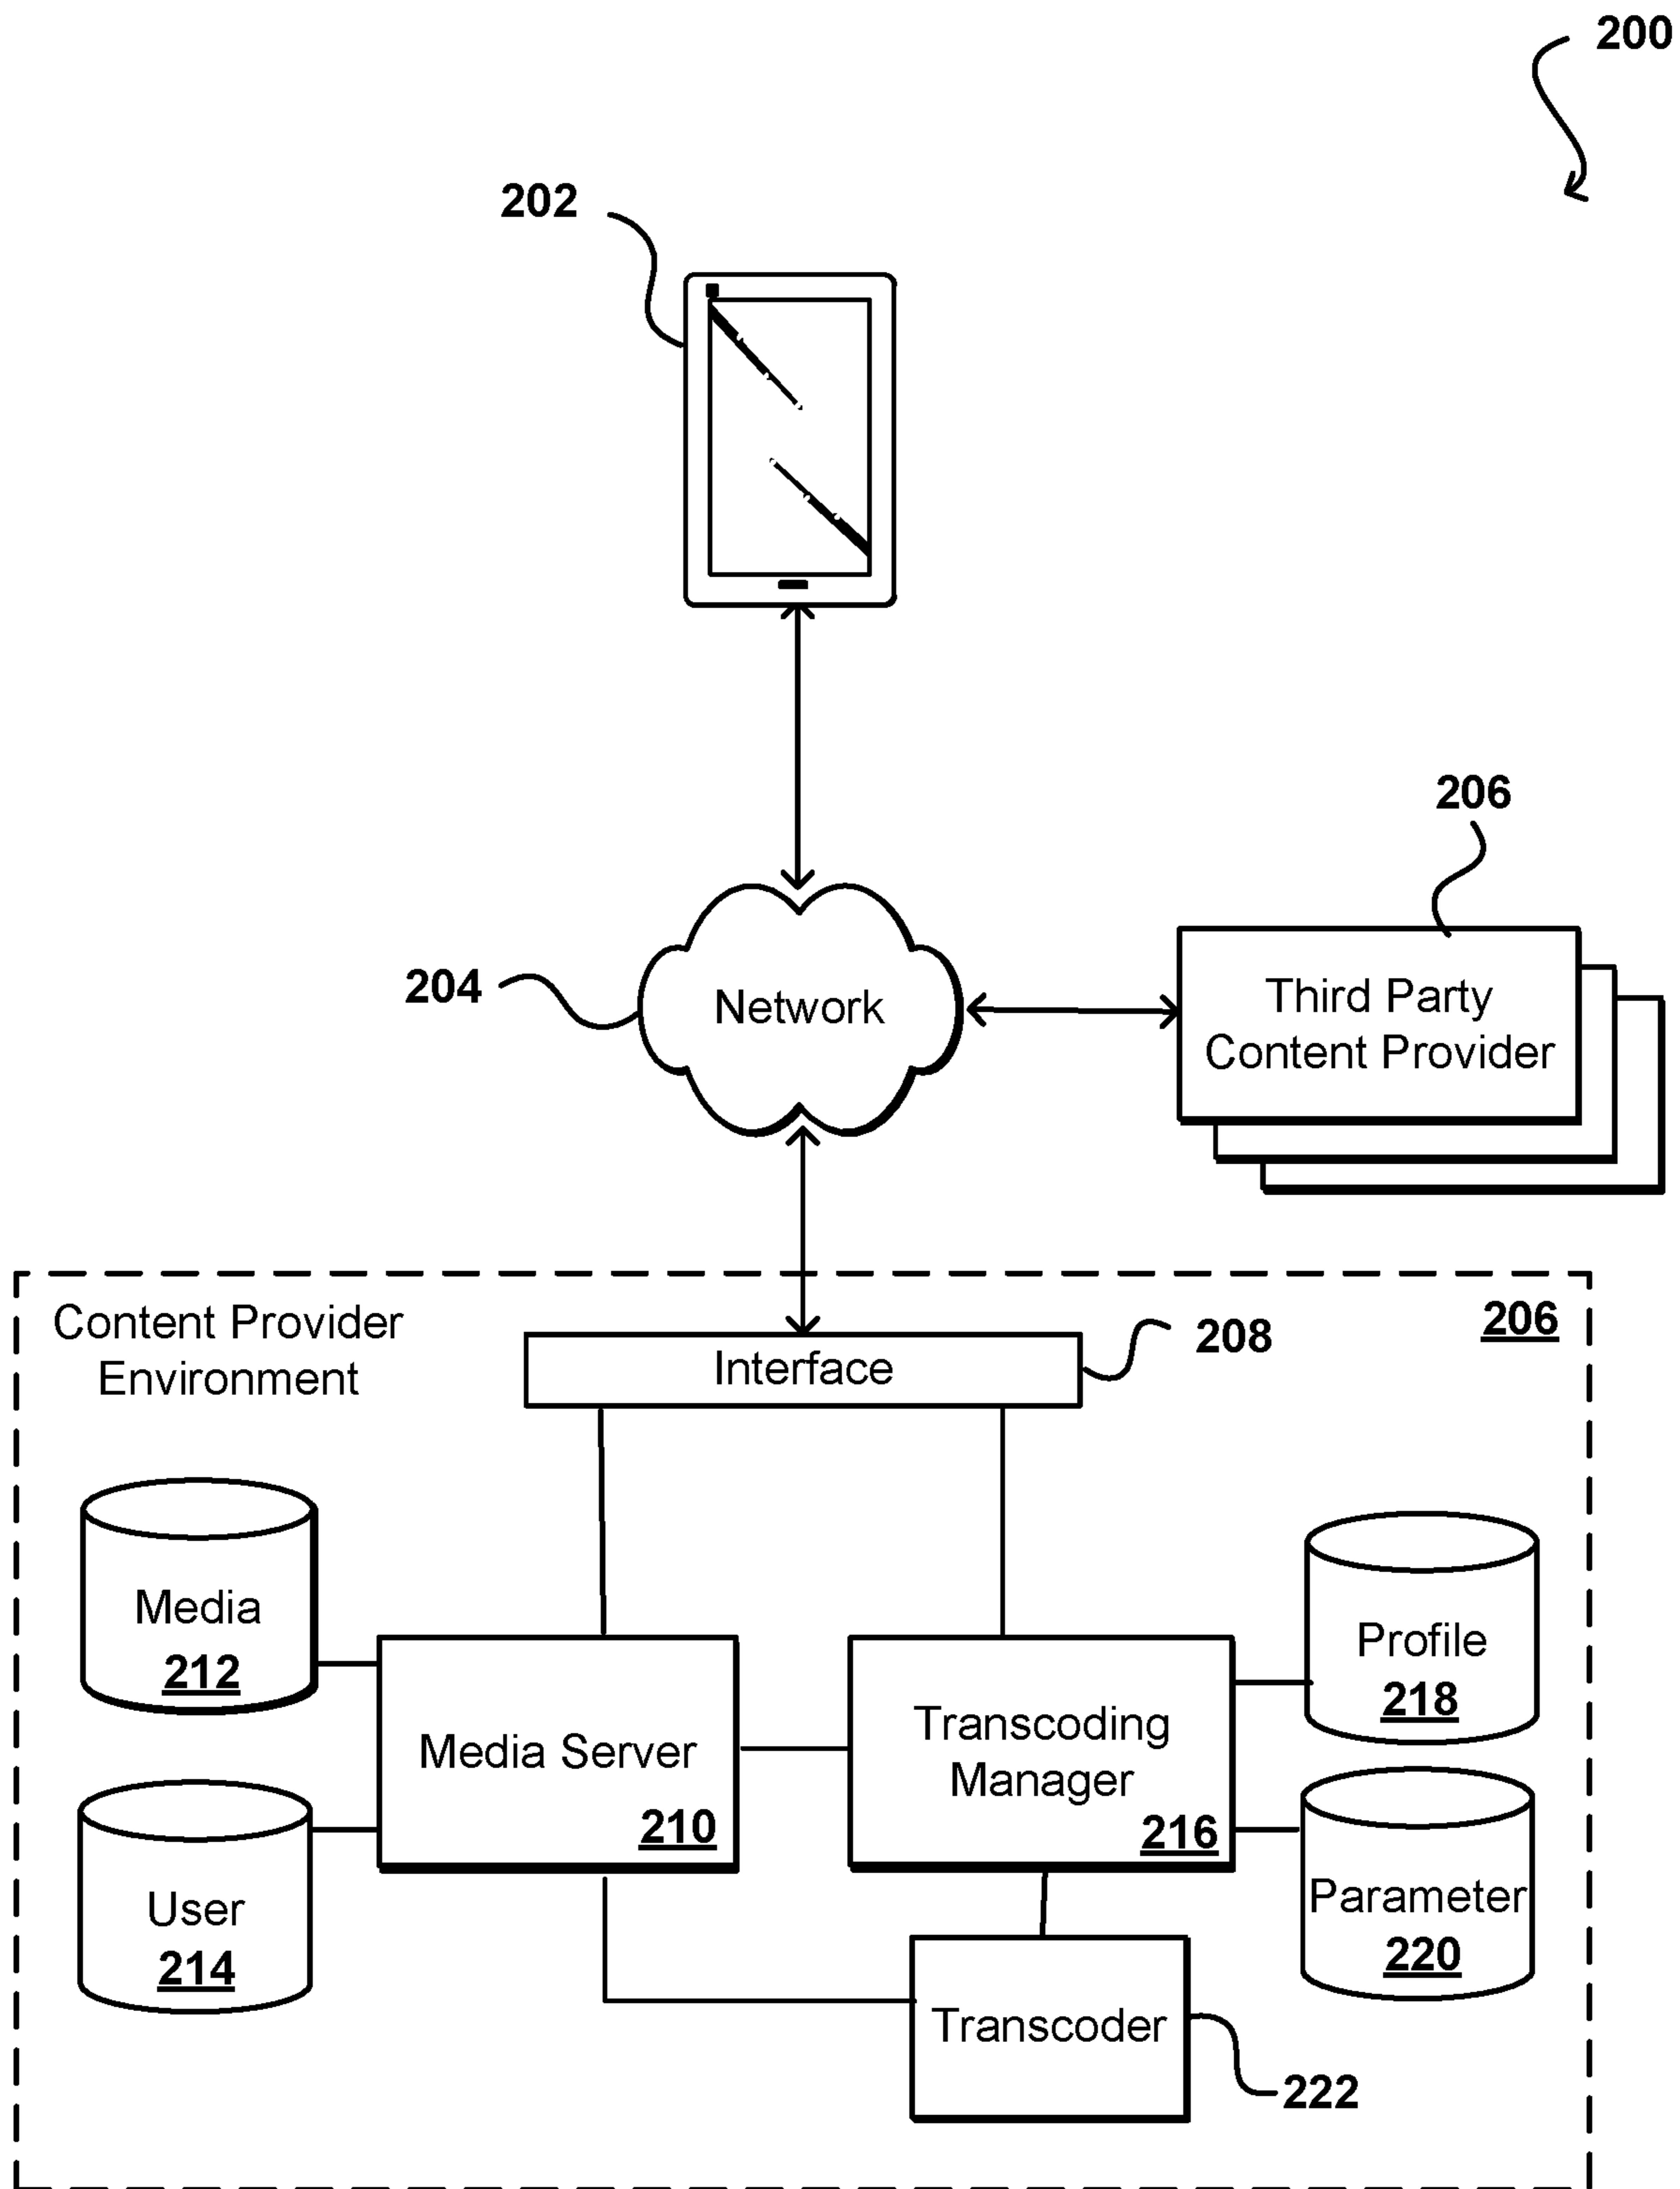 200
202
206
204
Network
Third Party
Content Provider
Content Provider
Environment
206
Interface
208
Media
212
Profile
218
Media Server
210
Transcoding
Manager
216
User
214
Parameter
220
Transcoder
222